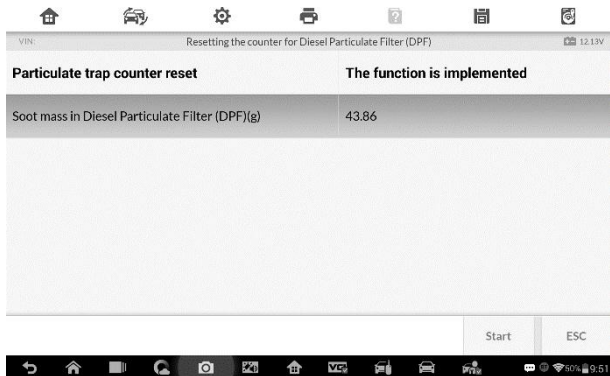 VIN: Resetting the counter for Diesel Particulate Filter (DPF) 12.13V
Particulate trap counter reset The function is implemented
Soot mass in Diesel Particulate Filter (DPF)(g) 43.86
Start ESC
50% 9:51